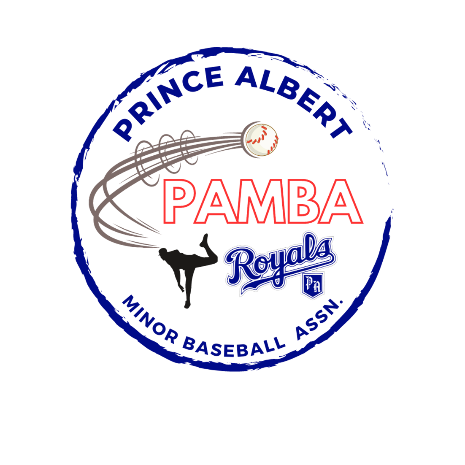 PRINCE ALBERT
PAMBA
Royals
PA
MINOR BASEBALL ASSN.